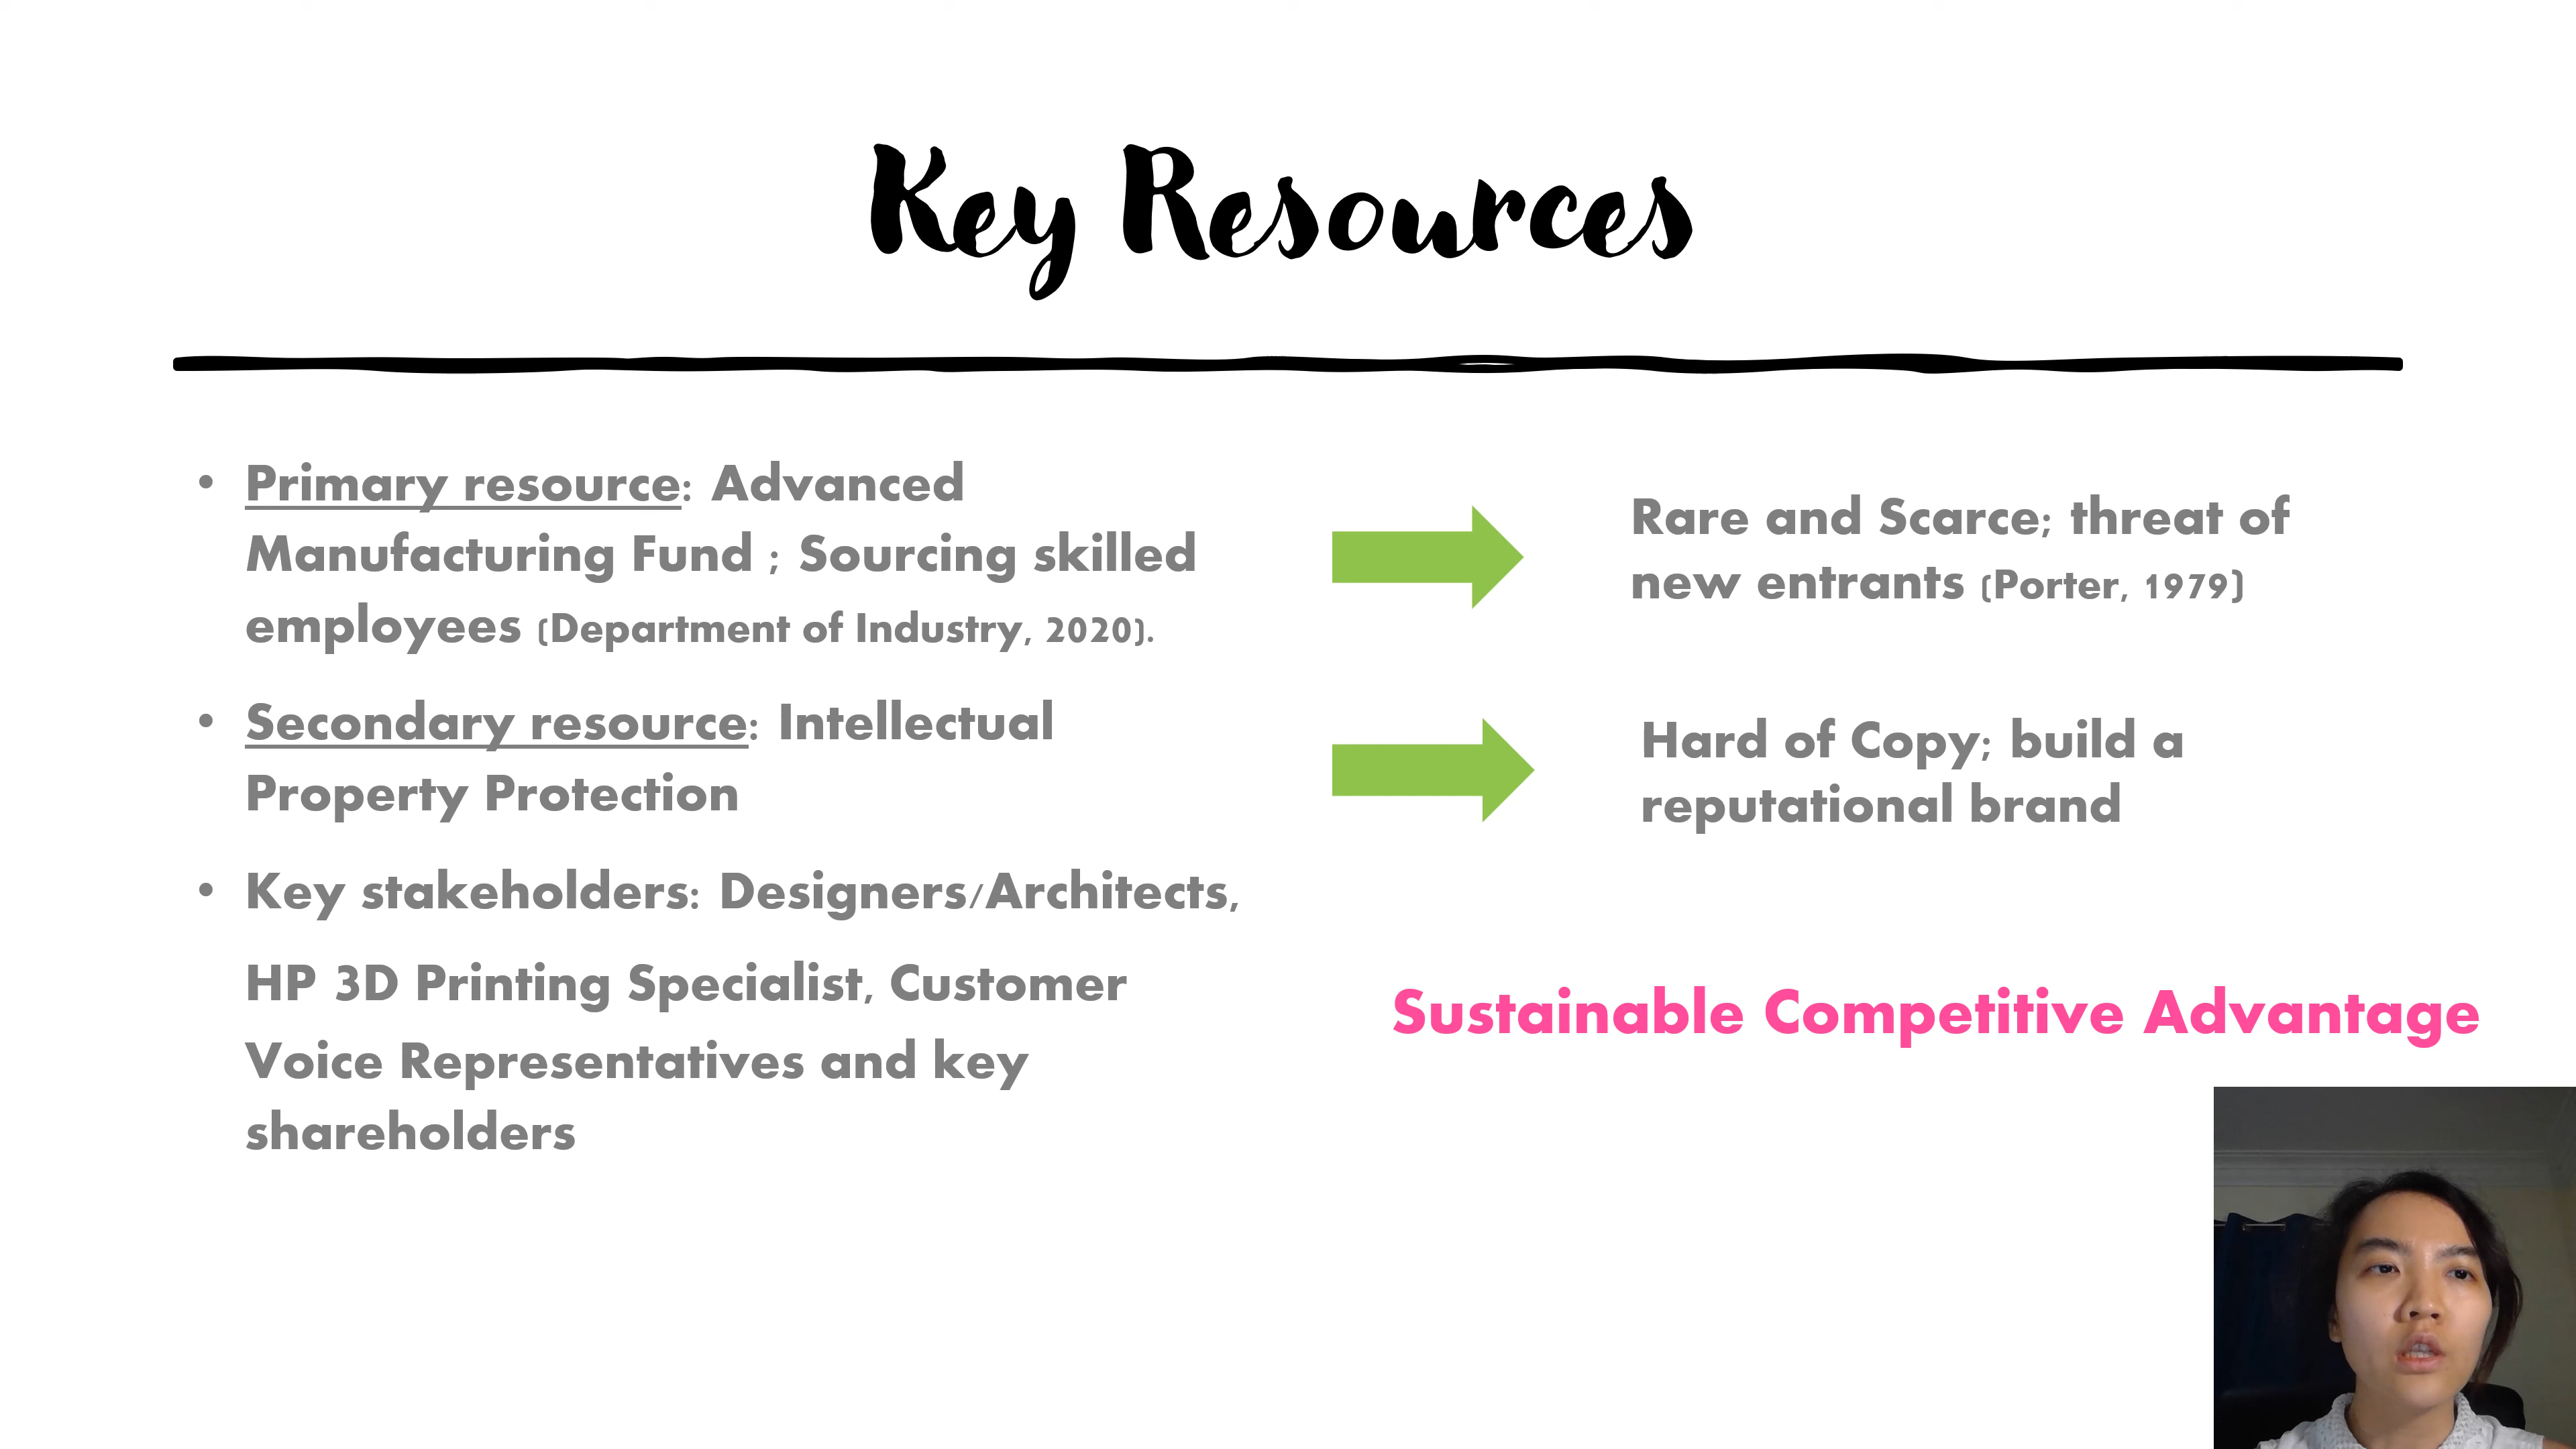 Key Resources
• Primary resource: Advanced
Manufacturing Fund ; Sourcing skilled
employees (Department of Industry, 2020).
• Secondary resource: Intellectual
Property Protection
• Key stakeholders: Designers/Architects,
HP 3D Printing Specialist, Customer
Voice Representatives and key
shareholders
Rare and Scarce; threat of
new entrants (Porter, 1979)
Hard of Copy; build a
reputational brand
Sustainable Competitive Advantage